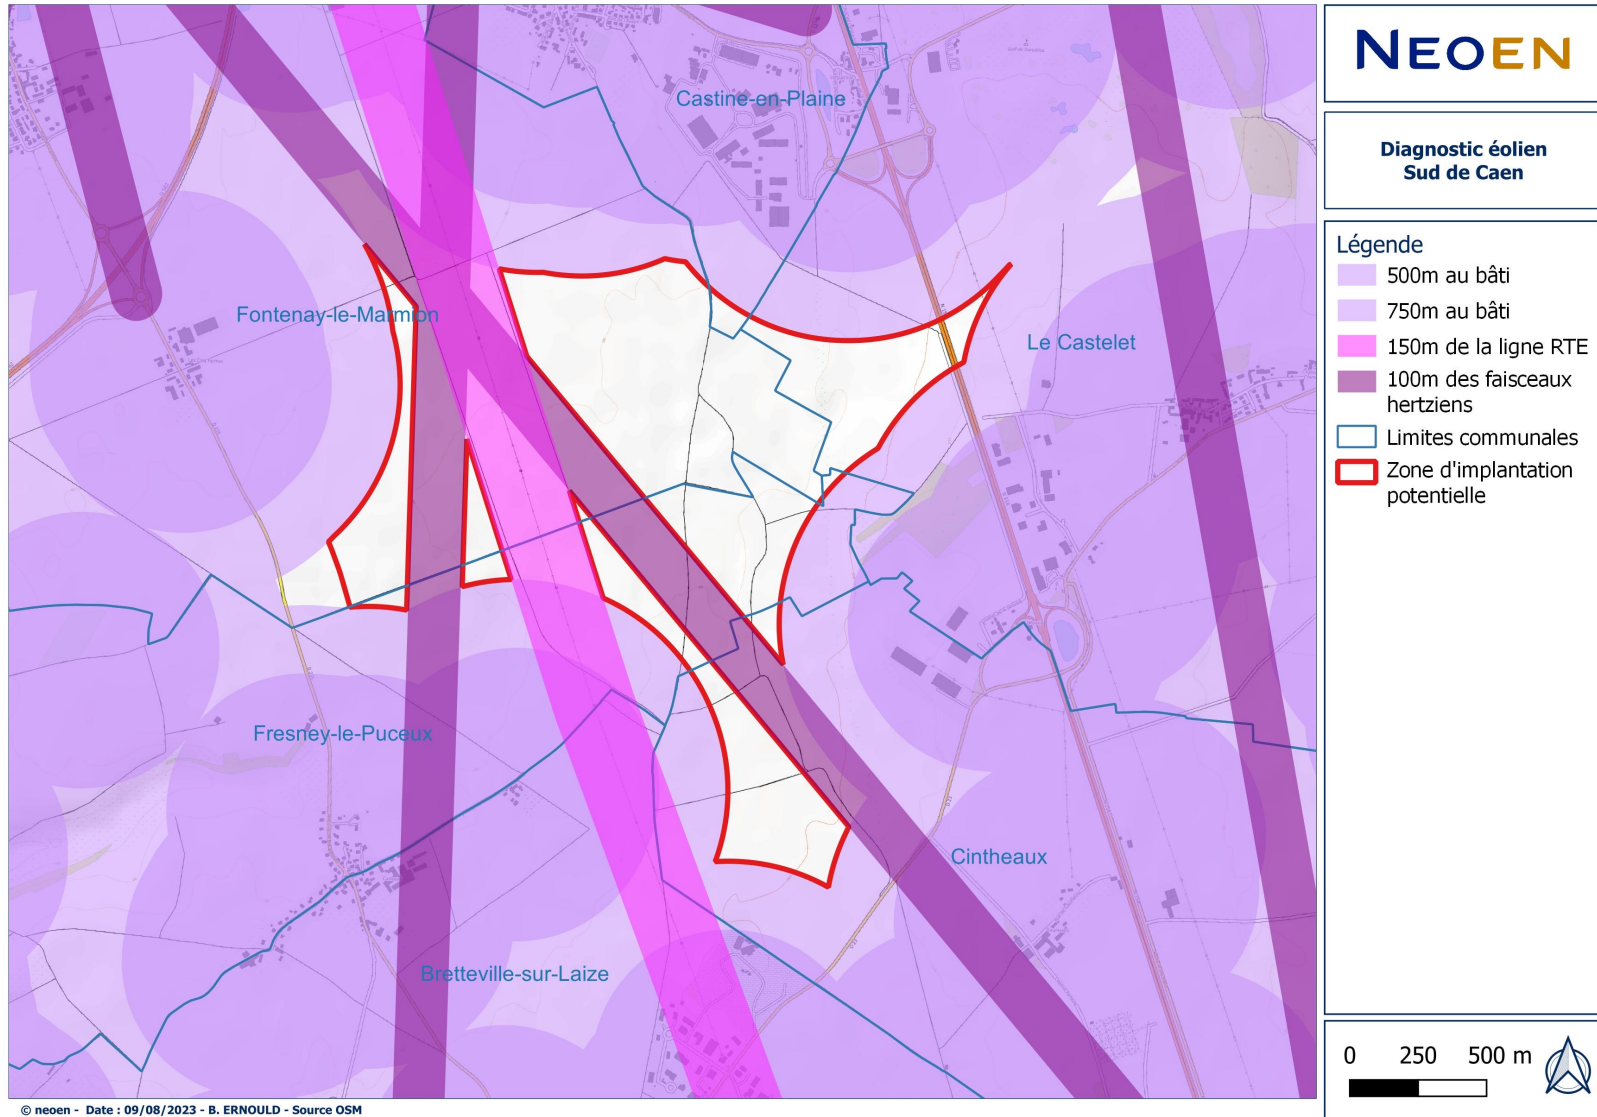 Castine-en-Plaine
Fontenay-le-Marmion
Le Castelet
Fresney-le-Puceux
Cintheaux
Bretteville-sur-Laize
NEOEN
Diagnostic éolien
Sud de Caen
Légende
500m au bâti
750m au bâti
150m de la ligne RTE
100m des faisceaux
hertziens
Limites communales
Zone d'implantation
potentielle
0 250 500 m
© neoen - Date : 09/08/2023 - B. ERNOULD - Source OSM